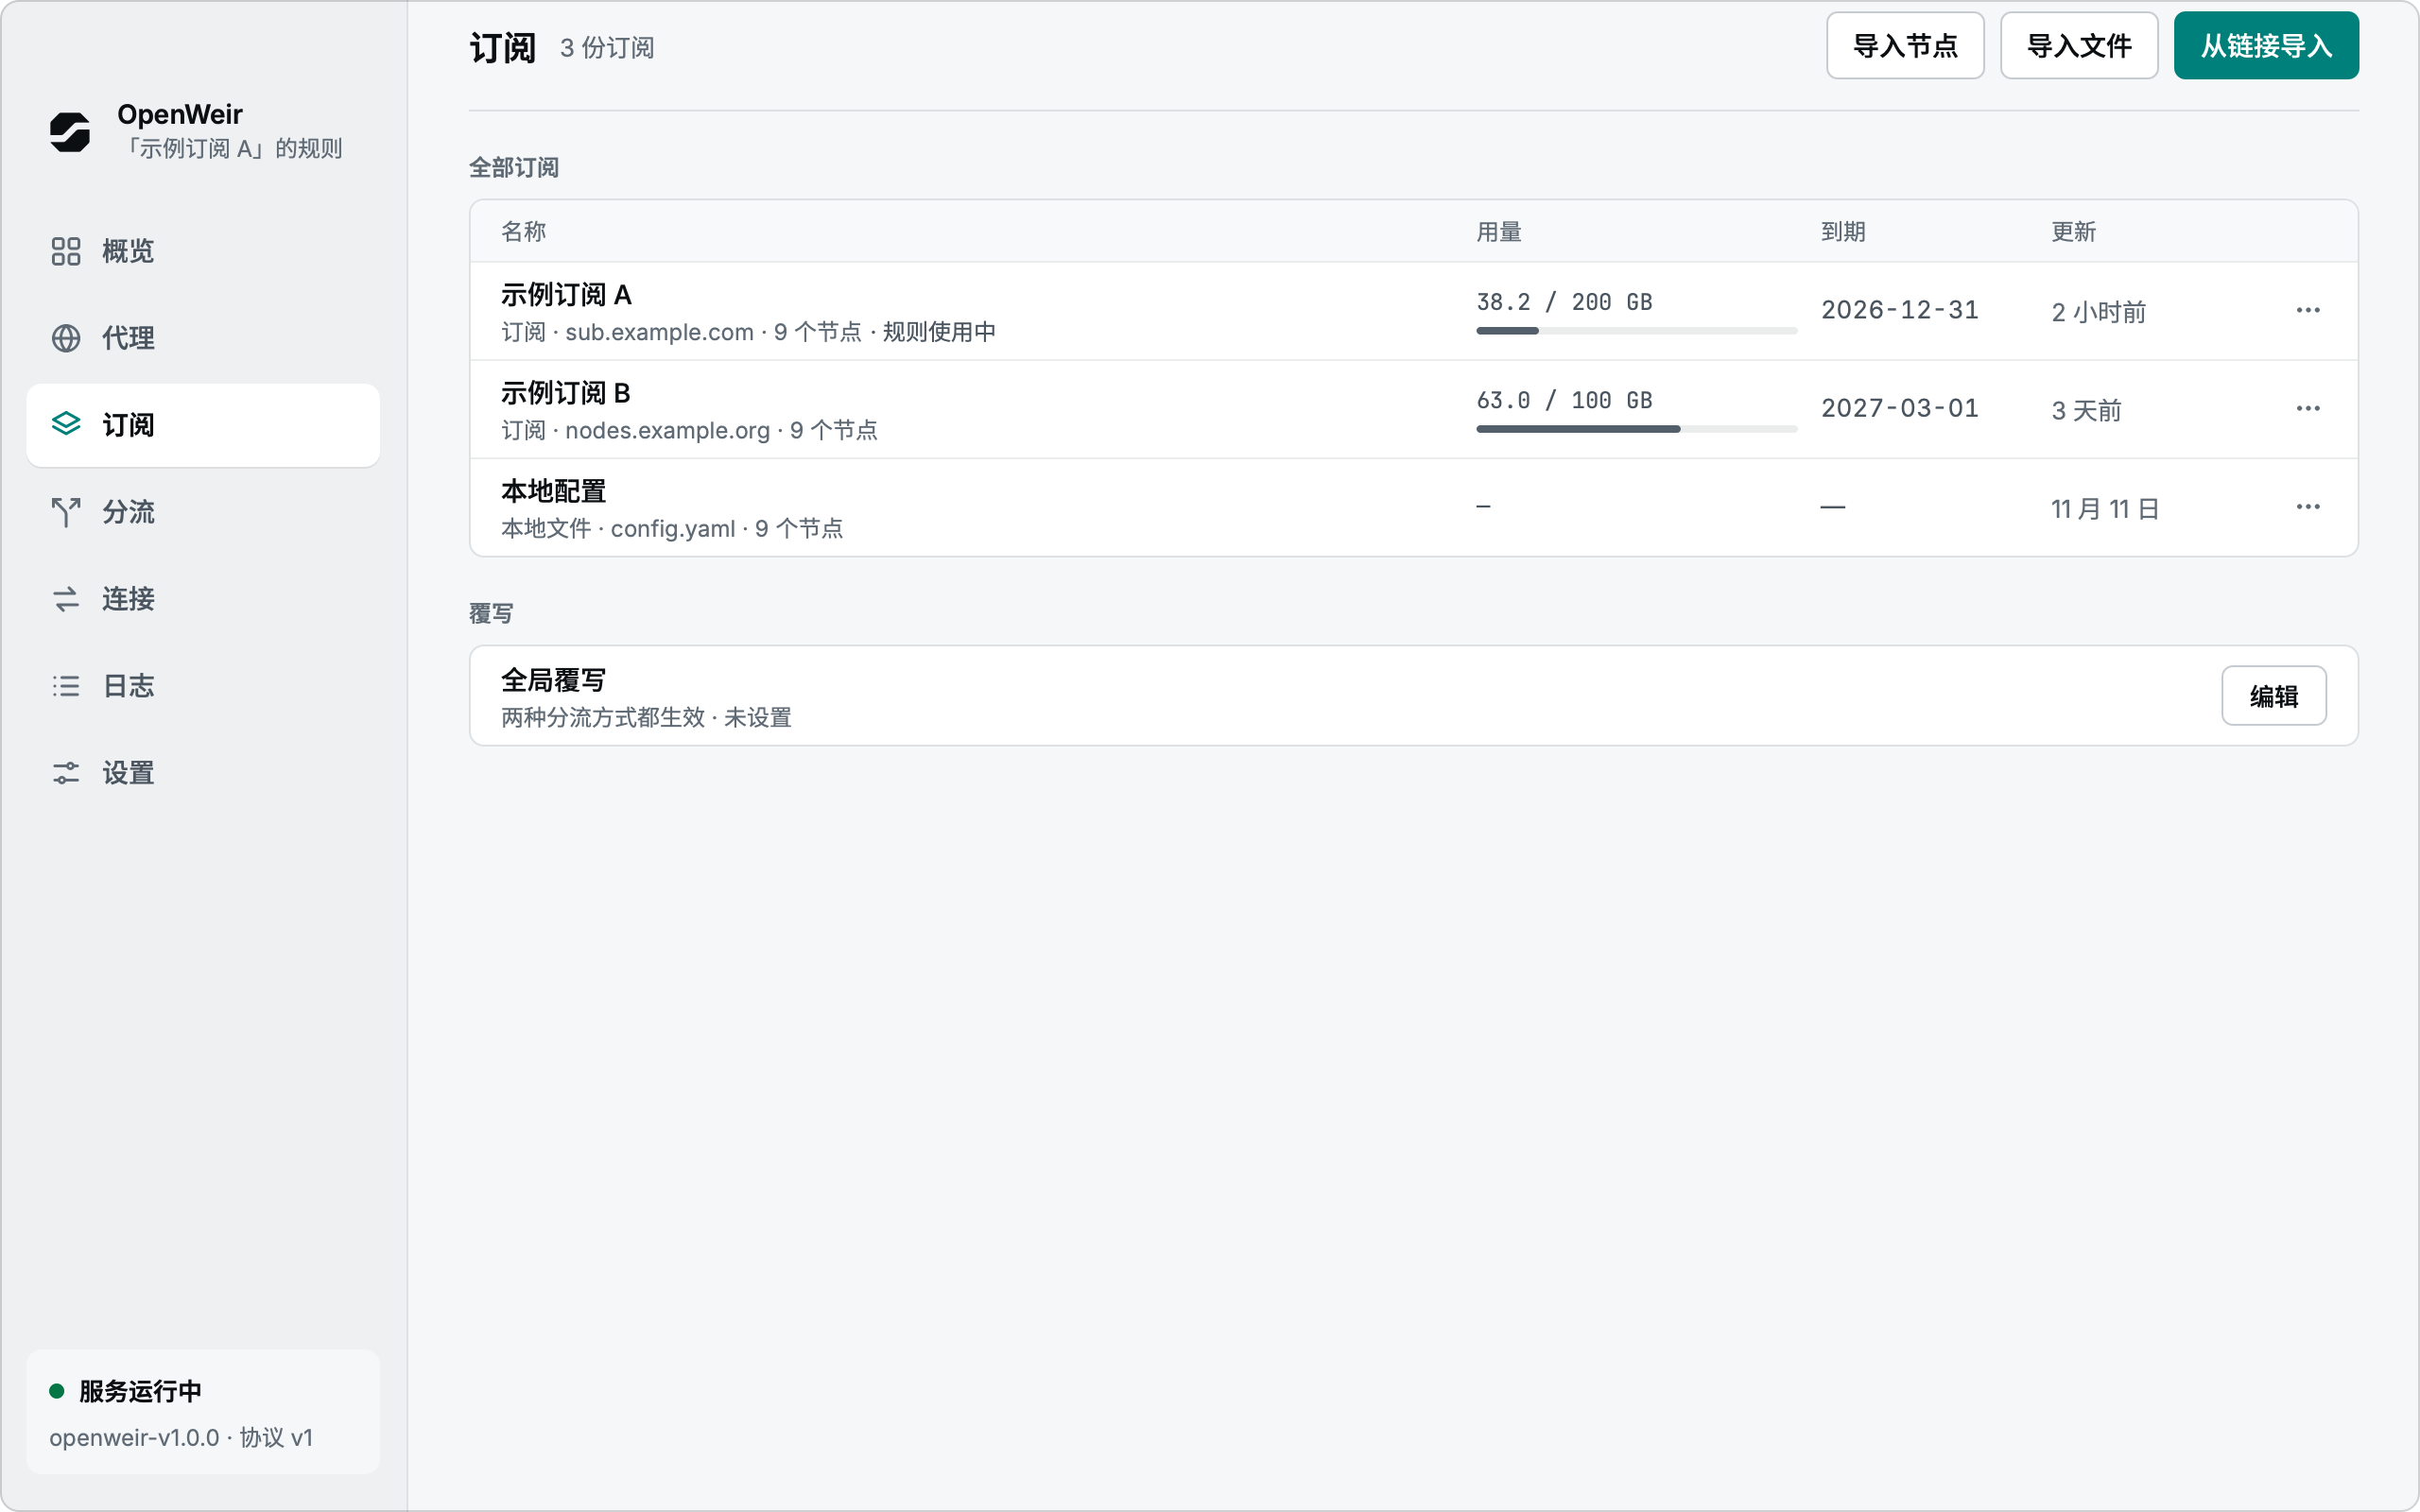 OpenWeir
「示例订阅 A」的规则
概览
代理
订阅
分流
连接
日志
设置
服务运行中
openweir-v1.0.0 · 协议 v1
订阅 3 份订阅
导入节点 导入文件 从链接导入
全部订阅
名称 用量 到期 更新
示例订阅 A
订阅 · sub.example.com · 9 个节点 · 规则使用中
38.2 / 200 GB
2026-12-31
2 小时前
···
示例订阅 B
订阅 · nodes.example.org · 9 个节点
63.0 / 100 GB
2027-03-01
3 天前
···
本地配置
本地文件 · config.yaml · 9 个节点
–
—
11 月 11 日
···
覆写
全局覆写
两种分流方式都生效 · 未设置
编辑